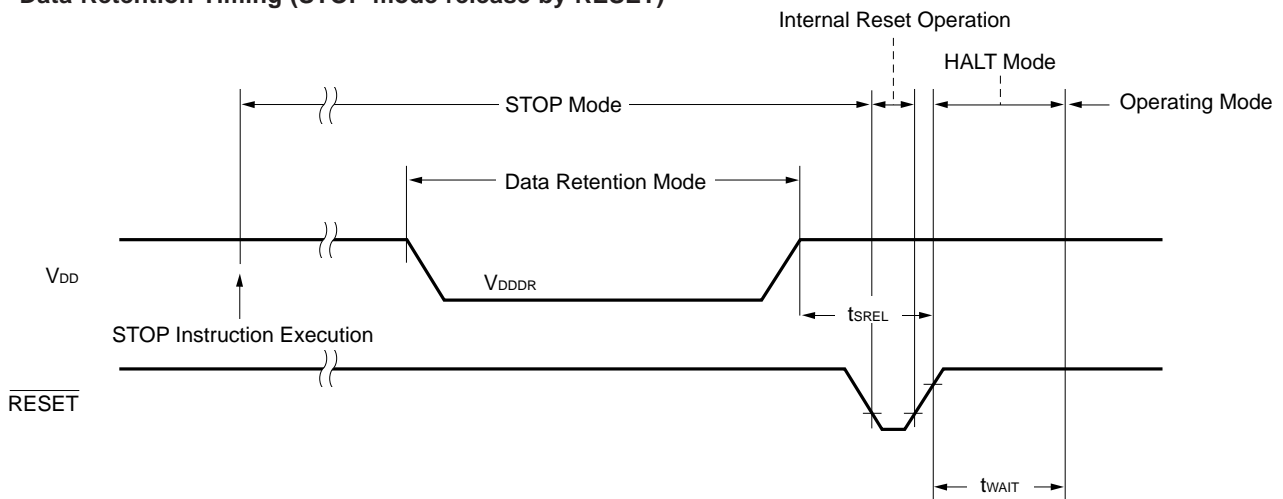 Data Retention Timing (STOP mode release by RESET)
Internal Reset Operation
HALT Mode
STOP Mode
Operating Mode
Data Retention Mode
VDD
VDDDR
tSREL
STOP Instruction Execution
RESET
tWAIT